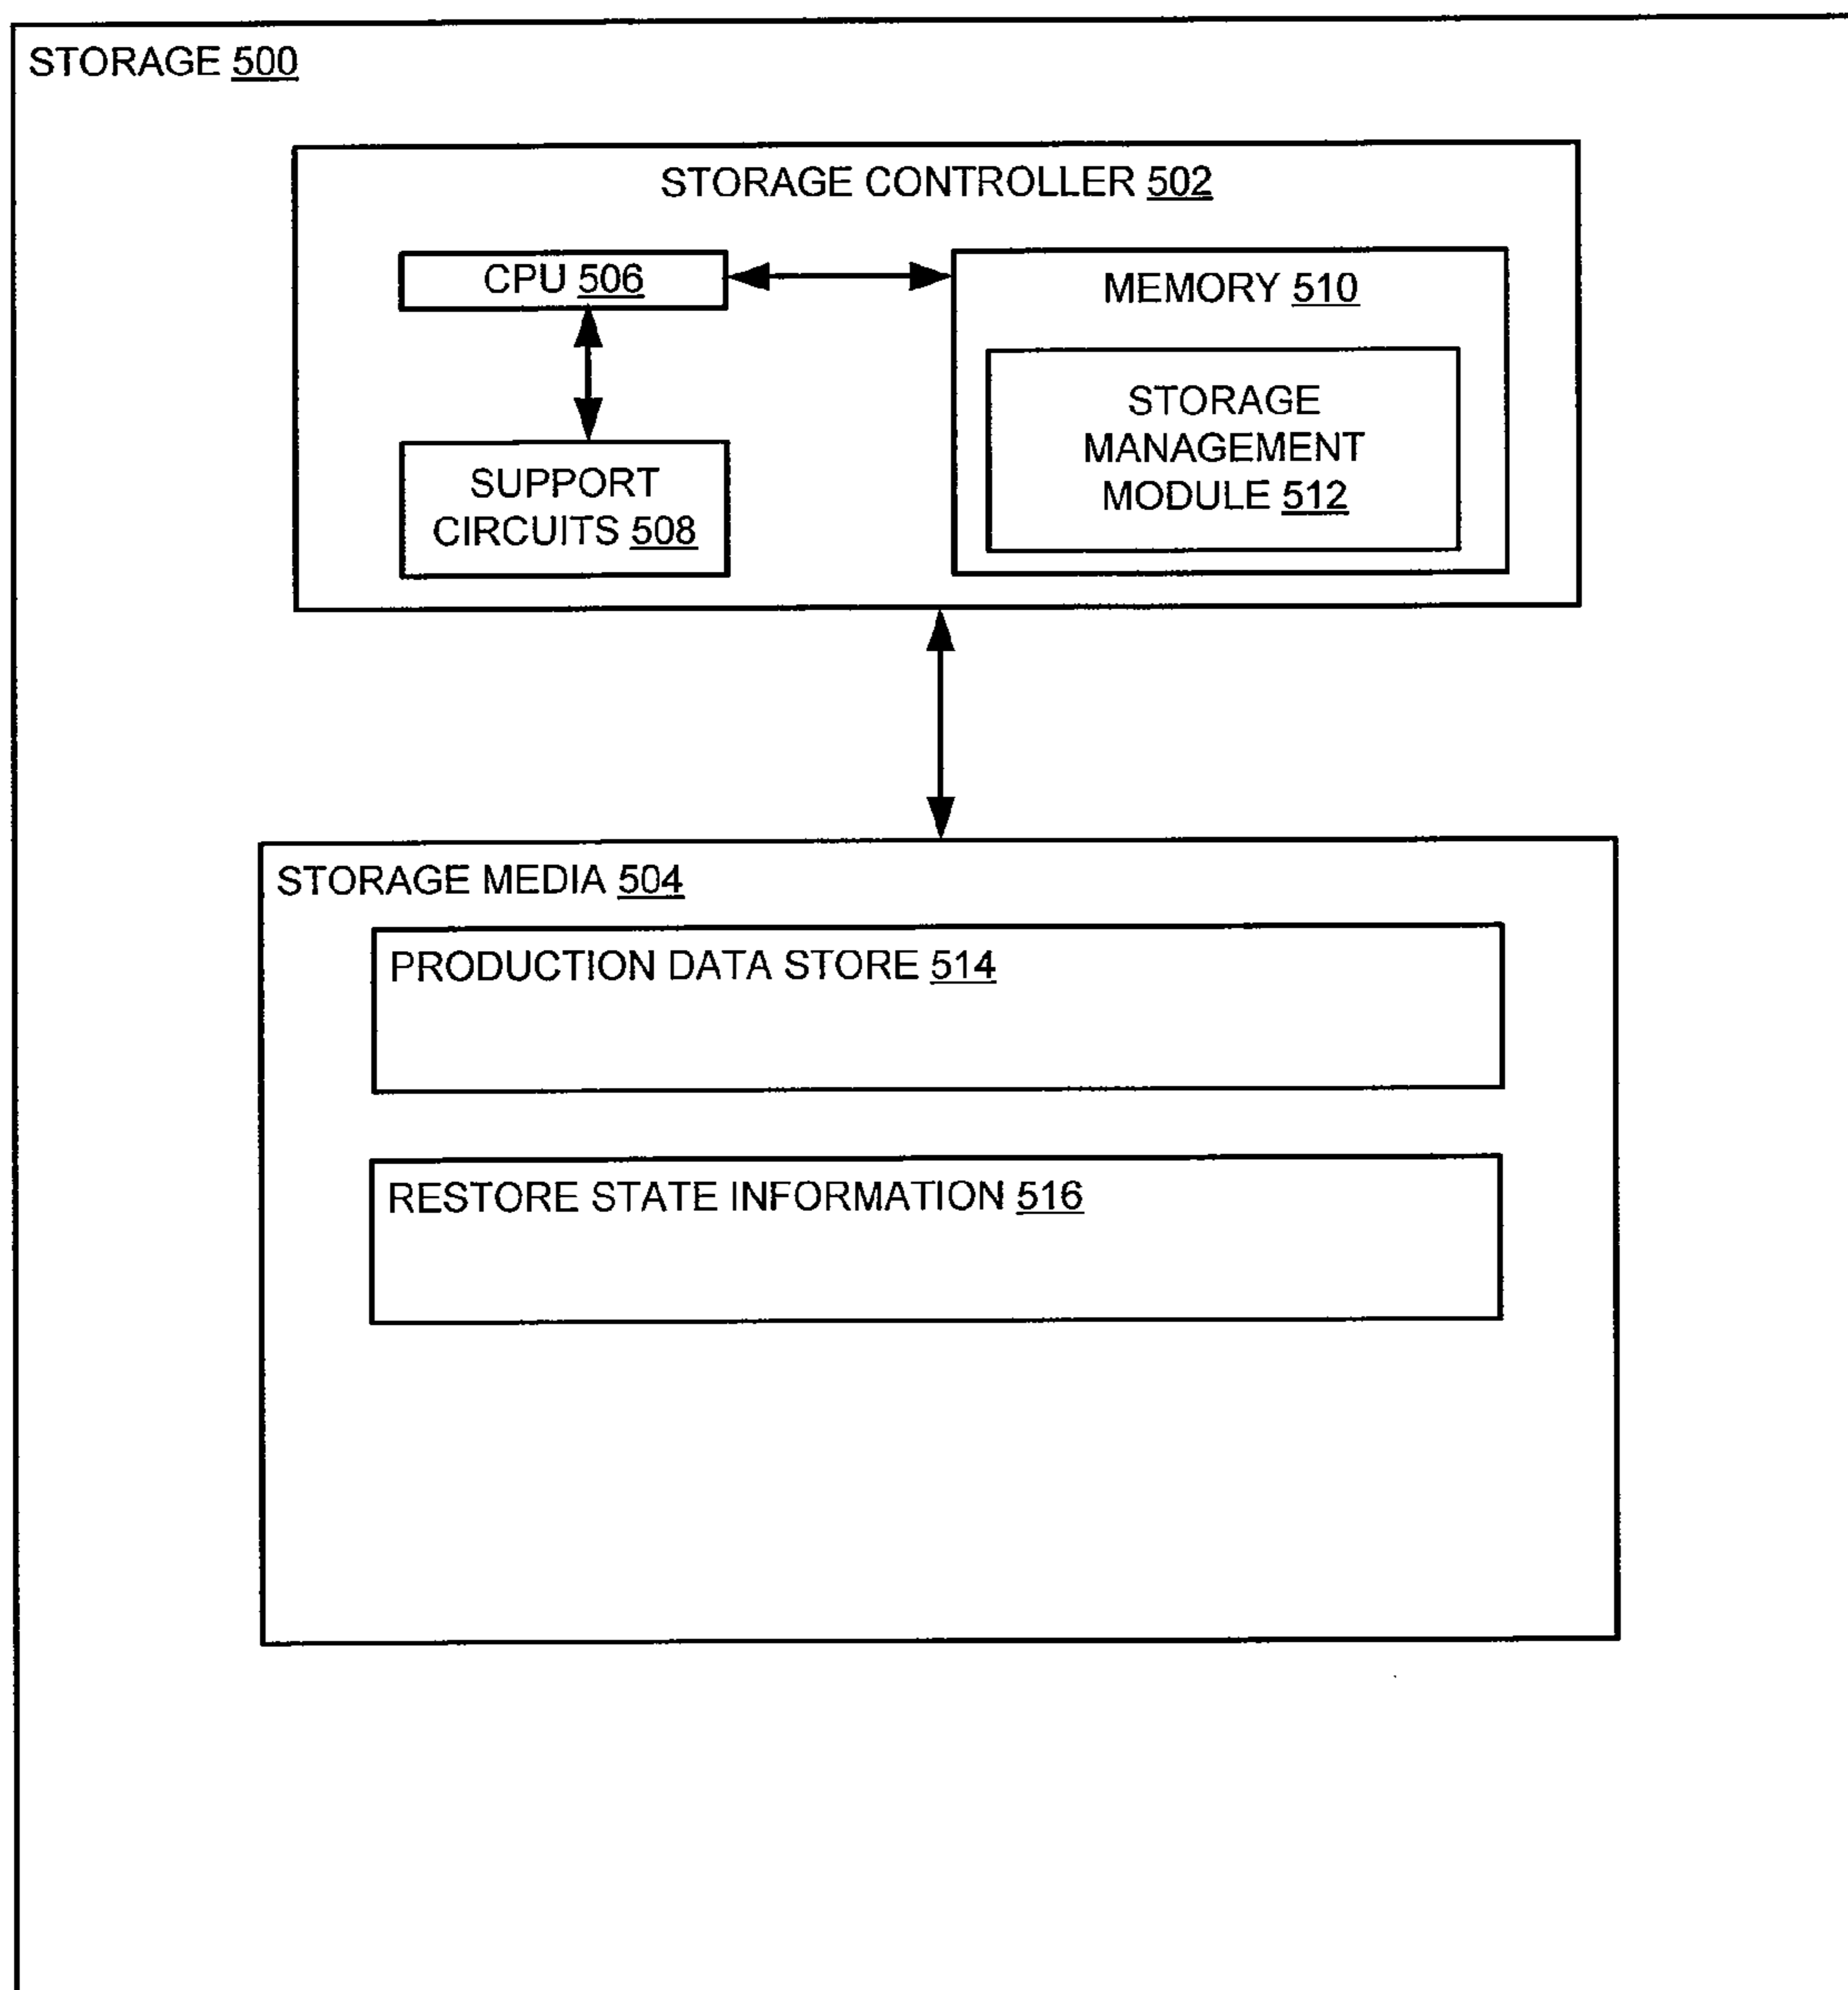 STORAGE 500
STORAGE CONTROLLER 502
CPU 506
MEMORY 510
STORAGE
MANAGEMENT
MODULE 512
SUPPORT
CIRCUITS 508
STORAGE MEDIA 504
PRODUCTION DATA STORE 514
RESTORE STATE INFORMATION 516